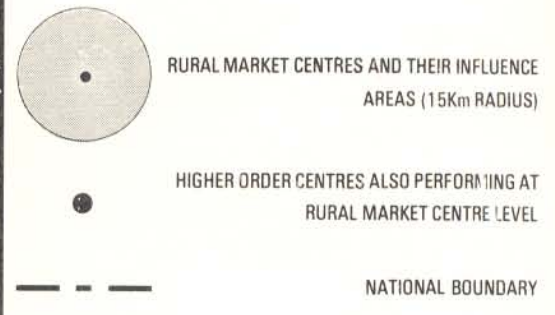 RURAL MARKET CENTRES AND THEIR INFLUENCE
AREAS (15Km RADIUS)
HIGHER ORDER CENTRES ALSO PERFORMING AT
RURAL MARKET CENTRE LEVEL
NATIONAL BOUNDARY